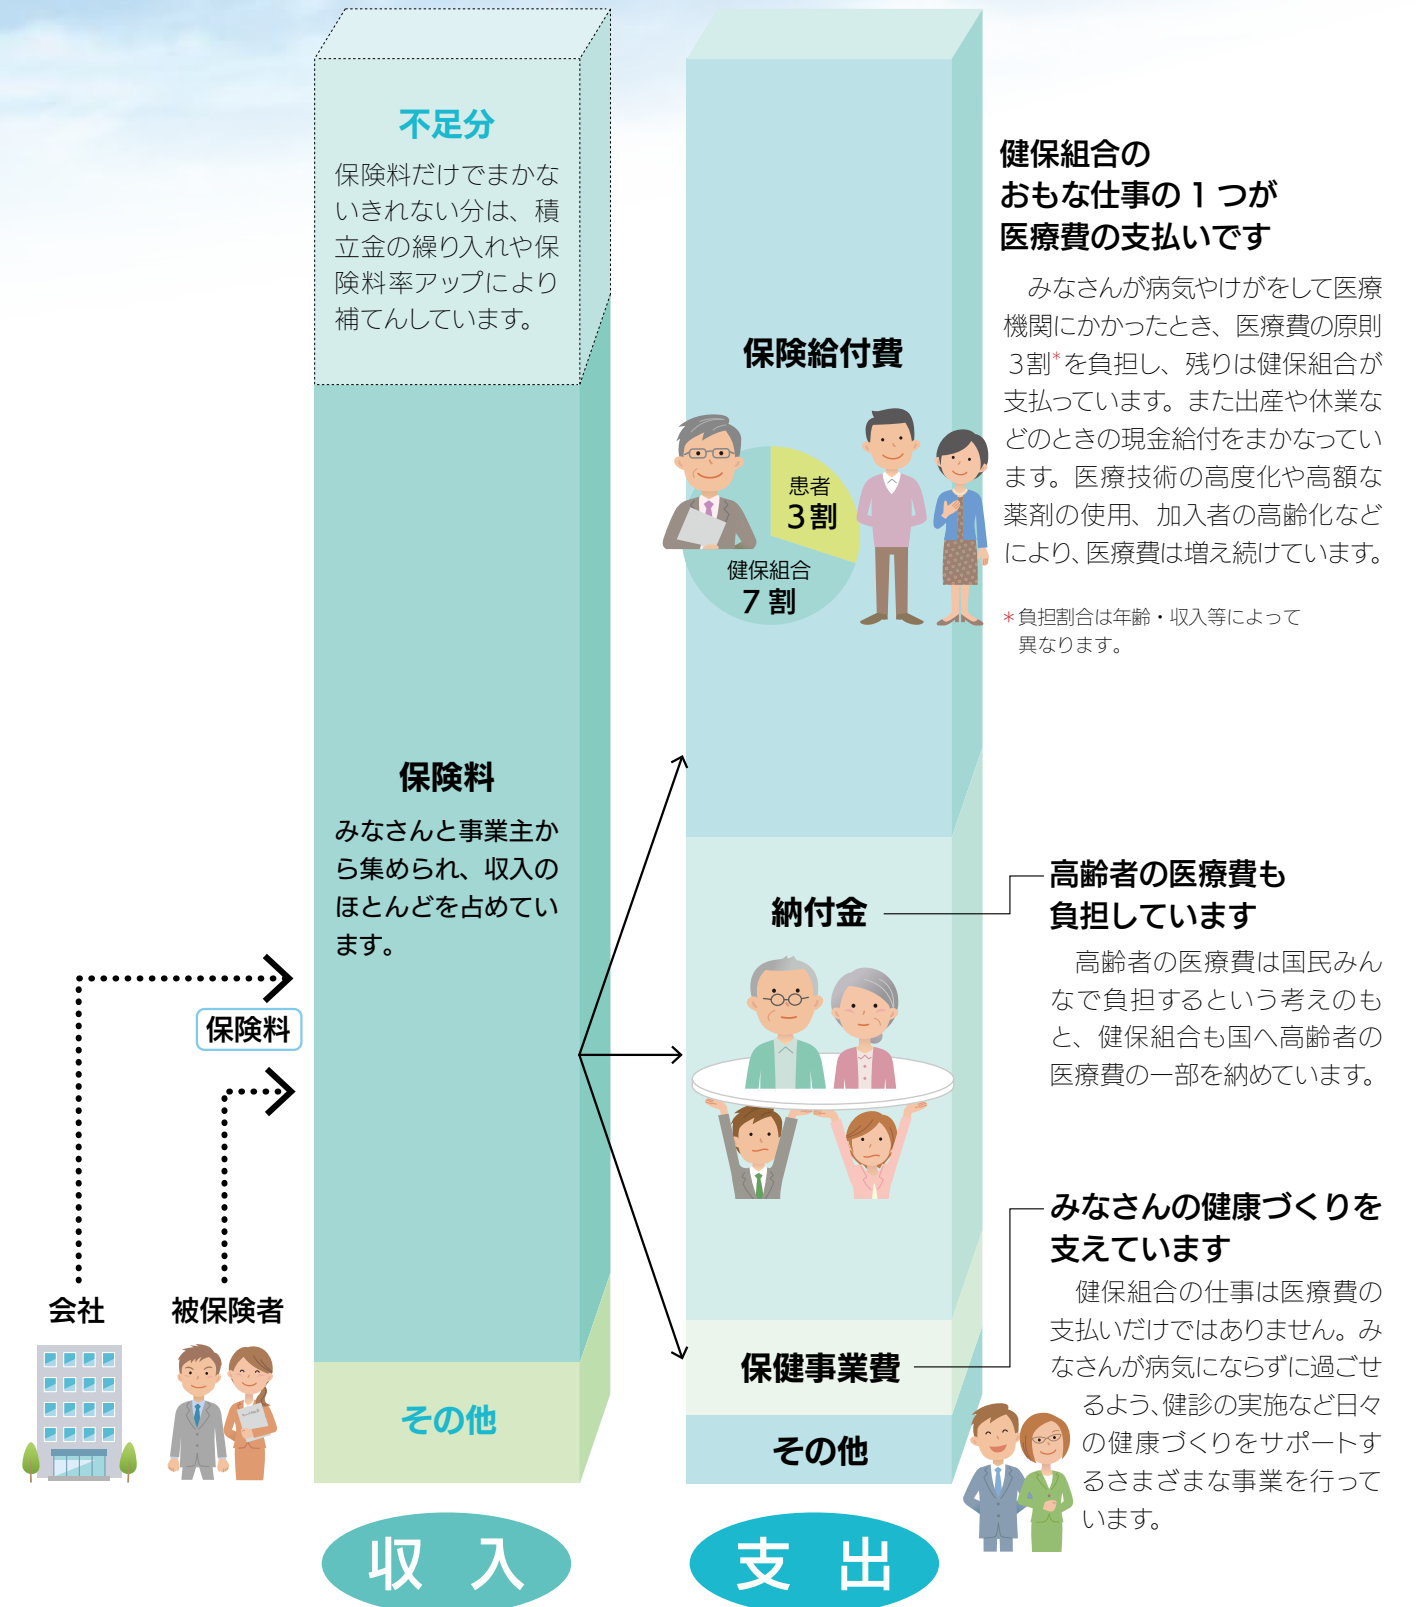 不足分
保険料だけでまかな
いきれない分は、積
立金の繰り入れや保
険料率アップにより
補てんしています。
保険料
みなさんと事業主か
ら集められ、収入の
ほとんどを占めてい
ます。
その他
収 入
保険料
会社
被保険者
保険給付費
患者
3割
健保組合
7割
納付金
保健事業費
その他
支 出
健保組合の
おもな仕事の1つが
医療費の支払いです
みなさんが病気やけがをして医療
機関にかかったとき、医療費の原則
3割*を負担し、残りは健保組合が
支払っています。また出産や休業な
どのときの現金給付をまかなってい
ます。医療技術の高度化や高額な
薬剤の使用、加入者の高齢化など
により、医療費は増え続けています。
*負担割合は年齢・収入等によって
異なります。
高齢者の医療費も
負担しています
高齢者の医療費は国民みん
なで負担するという考えのも
と、健保組合も国へ高齢者の
医療費の一部を納めています。
みなさんの健康づくりを
支えています
健保組合の仕事は医療費の
支払いだけではありません。み
なさんが病気にならずに過ごせ
るよう、健診の実施など日々
の健康づくりをサポートす
るさまざまな事業を行って
います。